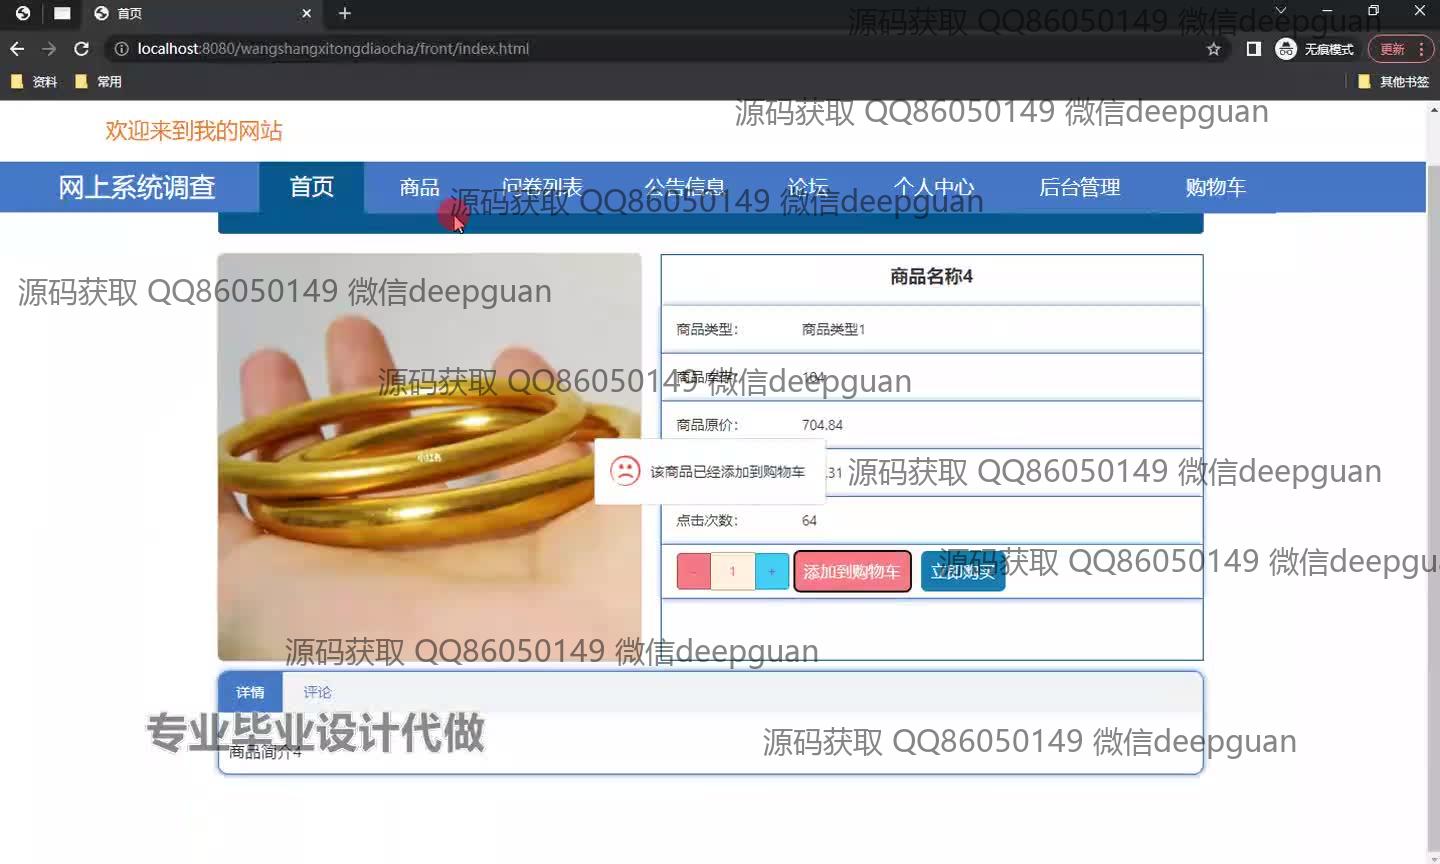 首页
localhost:8080/wangshangxitongdiaocha/front/index.html
无痕模式
更新
资料
常用
其他书签
源码获取 QQ86050149 微信deepguan
源码获取 QQ86050149 微信deepguan
欢迎来到我的网站
网上系统调查
首页
商品
问卷列表
公告信息
论坛
个人中心
后台管理
购物车
源码获取 QQ86050149 微信deepguan
源码获取 QQ86050149 微信deepguan
商品名称4
商品类型: 商品类型1
商品库存:
源码获取 QQ86050149 微信deepguan
商品原价: 704.84
小红书
该商品已经添加到购物车
.31
源码获取 QQ86050149 微信deepguan
点击次数: 64
- 1 + 添加到购物车 立即购买
源码获取 QQ86050149 微信deepgu
源码获取 QQ86050149 微信deepguan
详情 评论
专业毕业设计代做
商品简介4
源码获取 QQ86050149 微信deepguan